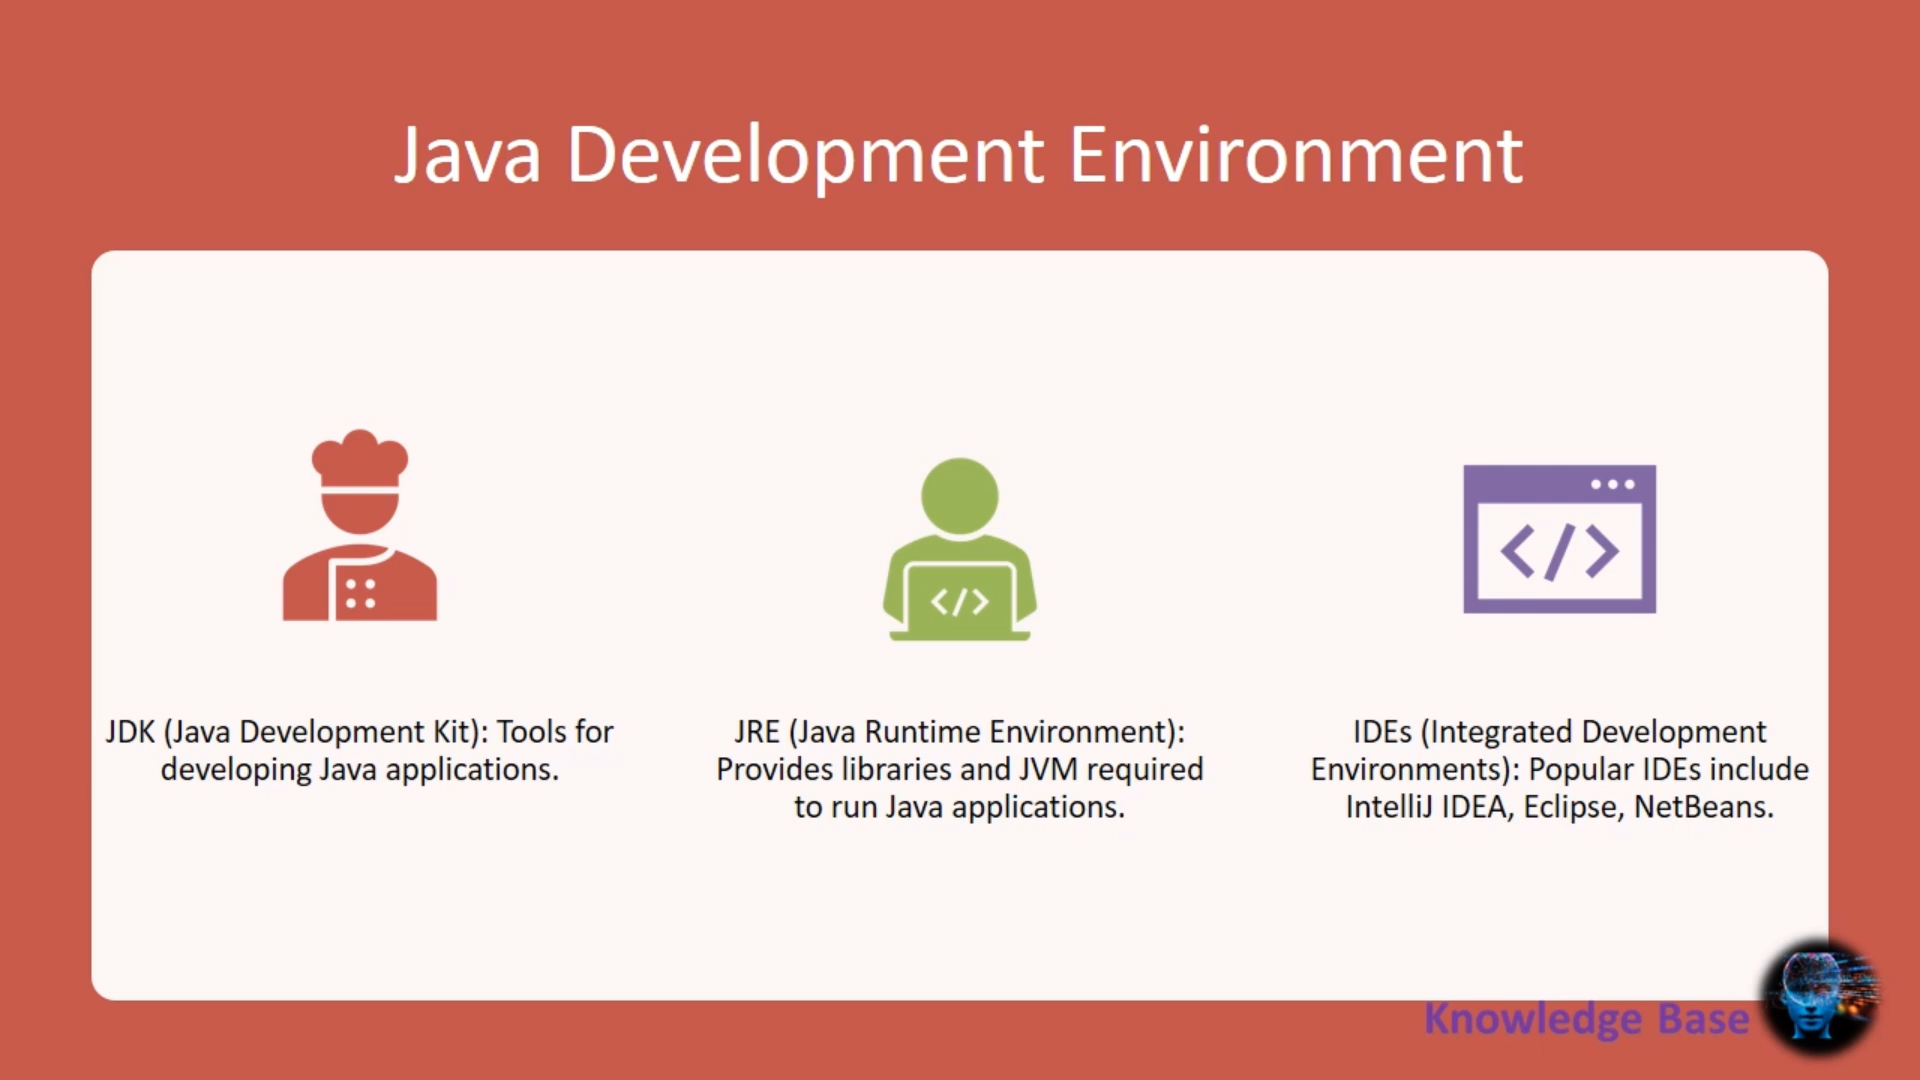 Java Development Environment
</>
</>
JDK (Java Development Kit): Tools for
developing Java applications.
JRE (Java Runtime Environment):
Provides libraries and JVM required
to run Java applications.
IDEs (Integrated Development
Environments): Popular IDEs include
IntelliJ IDEA, Eclipse, NetBeans.
Knowledge Base